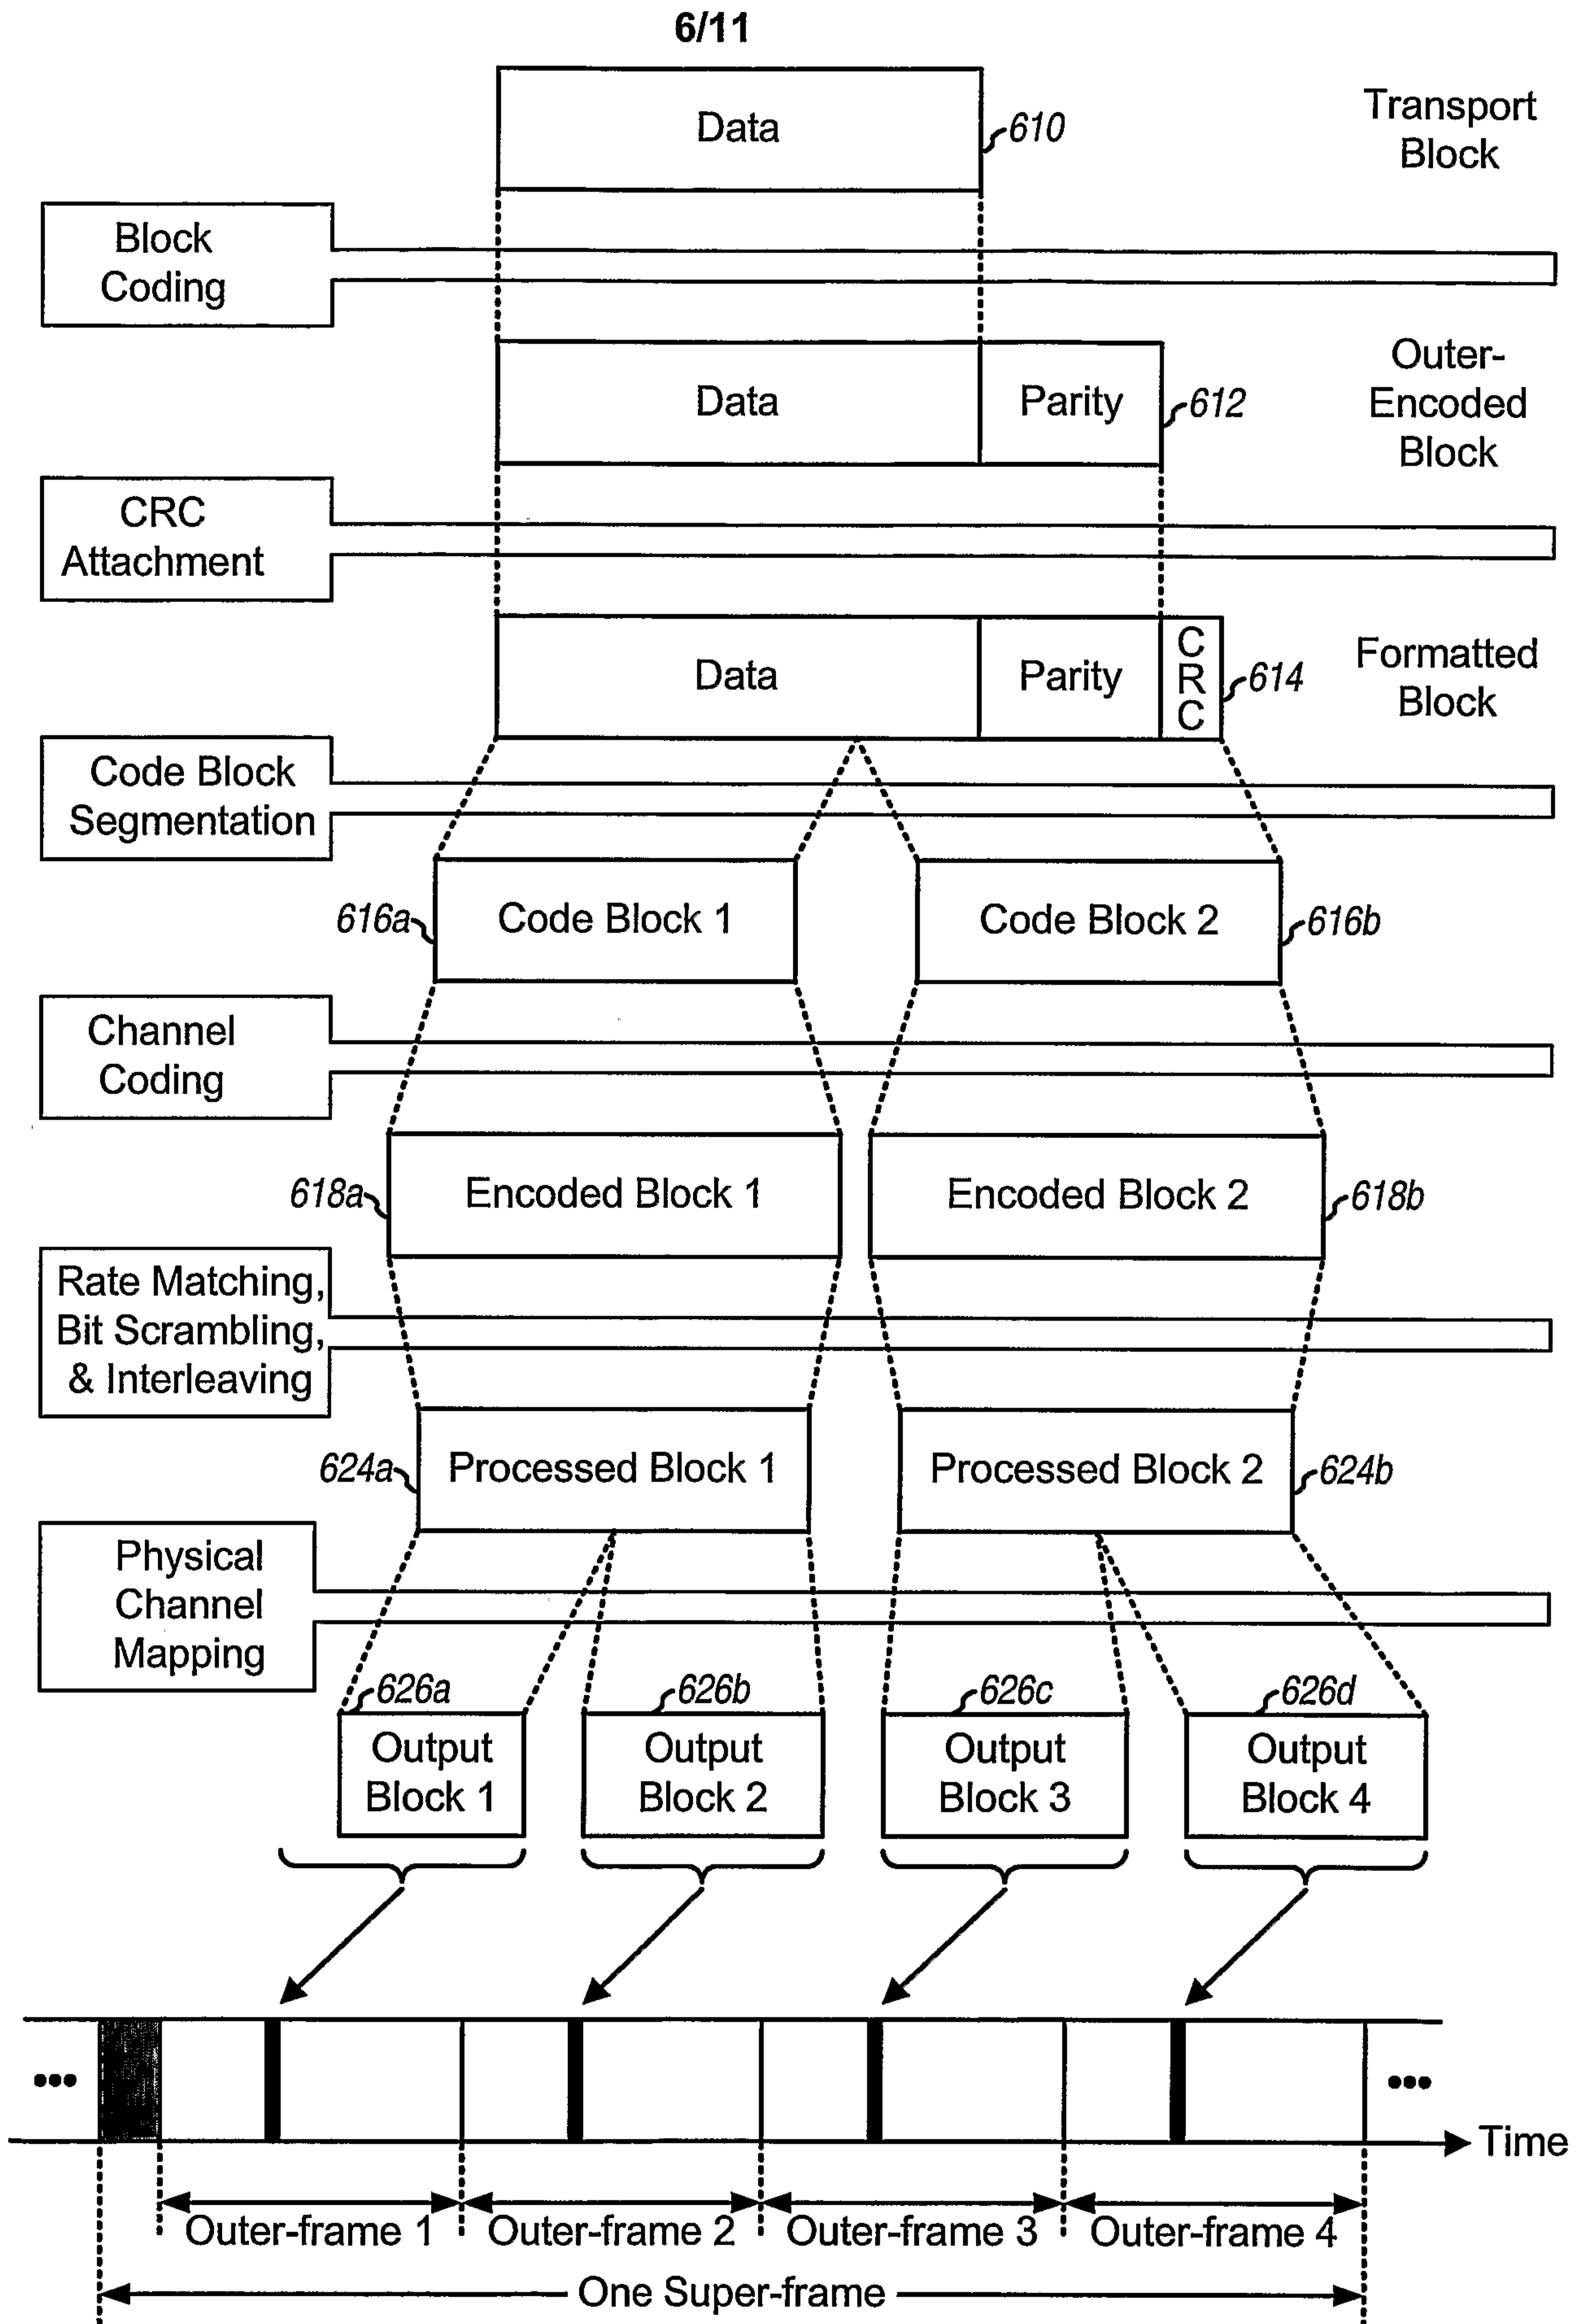 6/11
Data
610
Transport
Block
Block
Coding
Data
Parity
612
Outer-
Encoded
Block
CRC
Attachment
Data
Parity
C
R
C
614
Formatted
Block
Code Block
Segmentation
616a
Code Block 1
Code Block 2
616b
Channel
Coding
618a
Encoded Block 1
Encoded Block 2
618b
Rate Matching,
Bit Scrambling,
& Interleaving
624a
Processed Block 1
Processed Block 2
624b
Physical
Channel
Mapping
626a
626b
626c
626d
Output
Block 1
Output
Block 2
Output
Block 3
Output
Block 4
•••
•••
Time
Outer-frame 1
Outer-frame 2
Outer-frame 3
Outer-frame 4
One Super-frame